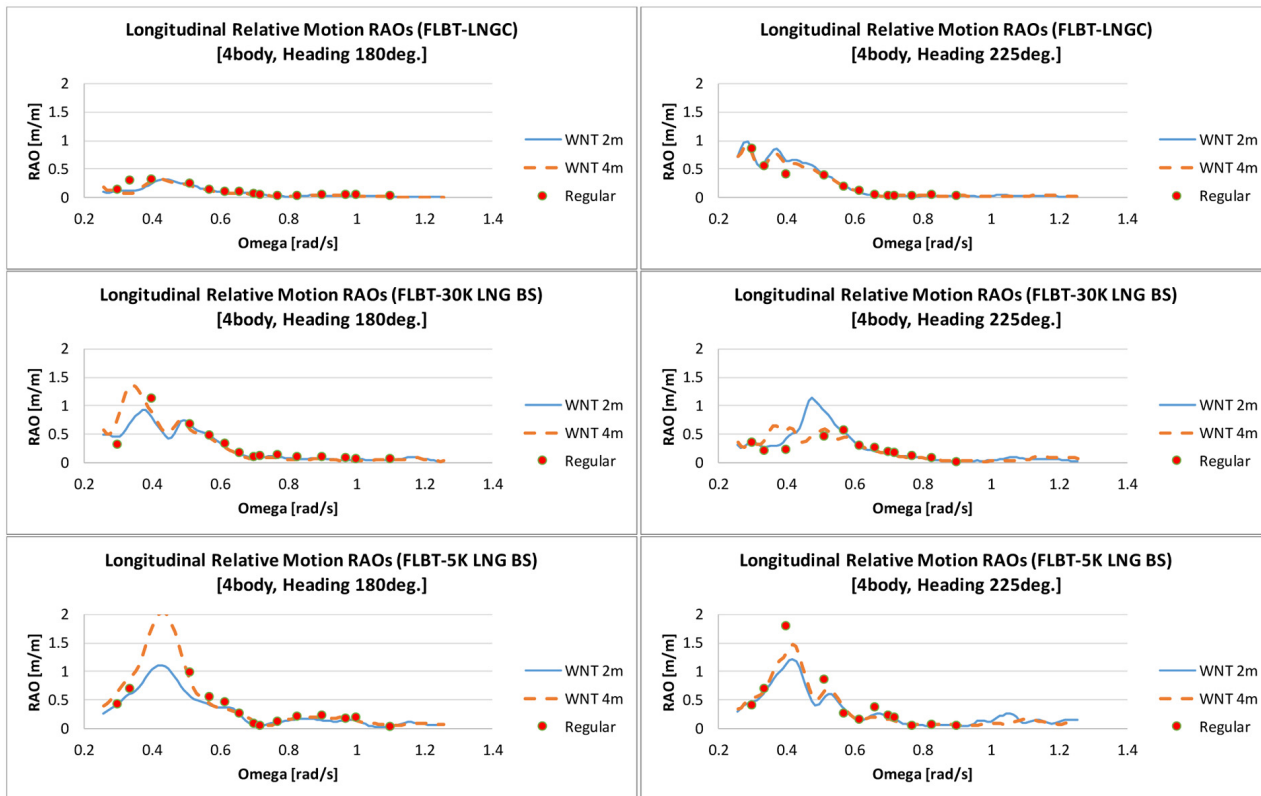 Longitudinal Relative Motion RAOs (FLBT-LNGC)
[4body, Heading 180deg.]
RAO [m/m]
2
1.5
1
0.5
0
0.2 0.4 0.6 0.8 1 1.2 1.4
Omega [rad/s]
WNT 2m
WNT 4m
Regular
Longitudinal Relative Motion RAOs (FLBT-LNGC)
[4body, Heading 225deg.]
RAO [m/m]
2
1.5
1
0.5
0
0.2 0.4 0.6 0.8 1 1.2 1.4
Omega [rad/s]
WNT 2m
WNT 4m
Regular
Longitudinal Relative Motion RAOs (FLBT-30K LNG BS)
[4body, Heading 180deg.]
RAO [m/m]
2
1.5
1
0.5
0
0.2 0.4 0.6 0.8 1 1.2 1.4
Omega [rad/s]
WNT 2m
WNT 4m
Regular
Longitudinal Relative Motion RAOs (FLBT-30K LNG BS)
[4body, Heading 225deg.]
RAO [m/m]
2
1.5
1
0.5
0
0.2 0.4 0.6 0.8 1 1.2 1.4
Omega [rad/s]
WNT 2m
WNT 4m
Regular
Longitudinal Relative Motion RAOs (FLBT-5K LNG BS)
[4body, Heading 180deg.]
RAO [m/m]
2
1.5
1
0.5
0
0.2 0.4 0.6 0.8 1 1.2 1.4
Omega [rad/s]
WNT 2m
WNT 4m
Regular
Longitudinal Relative Motion RAOs (FLBT-5K LNG BS)
[4body, Heading 225deg.]
RAO [m/m]
2
1.5
1
0.5
0
0.2 0.4 0.6 0.8 1 1.2 1.4
Omega [rad/s]
WNT 2m
WNT 4m
Regular